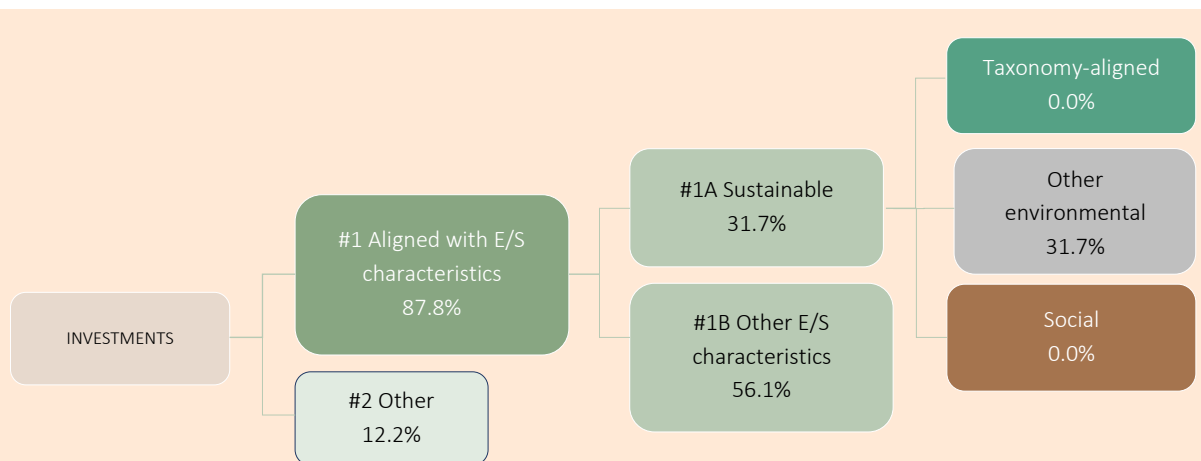 INVESTMENTS
#1 Aligned with E/S
characteristics
87.8%
#2 Other
12.2%
#1A Sustainable
31.7%
#1B Other E/S
characteristics
56.1%
Taxonomy-aligned
0.0%
Other
environmental
31.7%
Social
0.0%